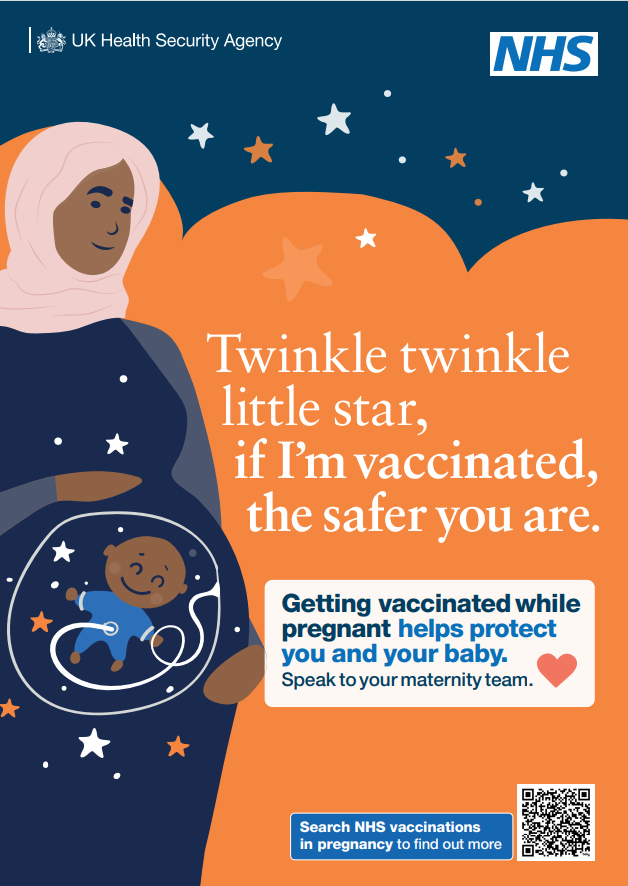 UK Health Security Agency
NHS
Twinkle twinkle
little star,
if I'm vaccinated,
the safer you are.
Getting vaccinated while
pregnant helps protect
you and your baby.
Speak to your maternity team.
Search NHS vaccinations
in pregnancy to find out more